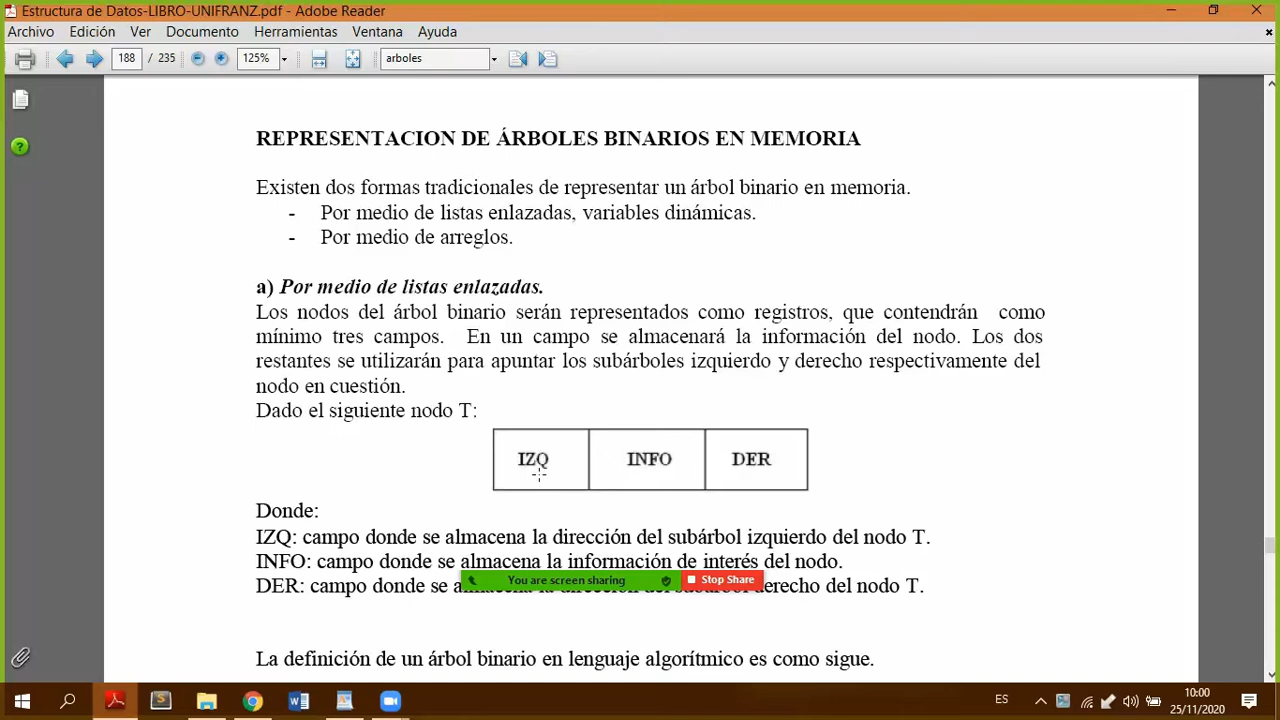 Estructura de Datos-LIBRO-UNIFRANZ.pdf - Adobe Reader
Archivo Edición Ver Documento Herramientas Ventana Ayuda
188 / 235 125% arboles
REPRESENTACION DE ÁRBOLES BINARIOS EN MEMORIA
Existen dos formas tradicionales de representar un árbol binario en memoria.
- Por medio de listas enlazadas, variables dinámicas.
- Por medio de arreglos.
a) Por medio de listas enlazadas.
Los nodos del árbol binario serán representados como registros, que contendrán como
mínimo tres campos. En un campo se almacenará la información del nodo. Los dos
restantes se utilizarán para apuntar los subárboles izquierdo y derecho respectivamente del
nodo en cuestión.
Dado el siguiente nodo T:
IZQ INFO DER
Donde:
IZQ: campo donde se almacena la dirección del subárbol izquierdo del nodo T.
INFO: campo donde se almacena la información de interés del nodo.
You are screen sharing Stop Share
DER: campo donde se almacena la dirección del subárbol derecho del nodo T.
La definición de un árbol binario en lenguaje algorítmico es como sigue.
ES 10:00
25/11/2020